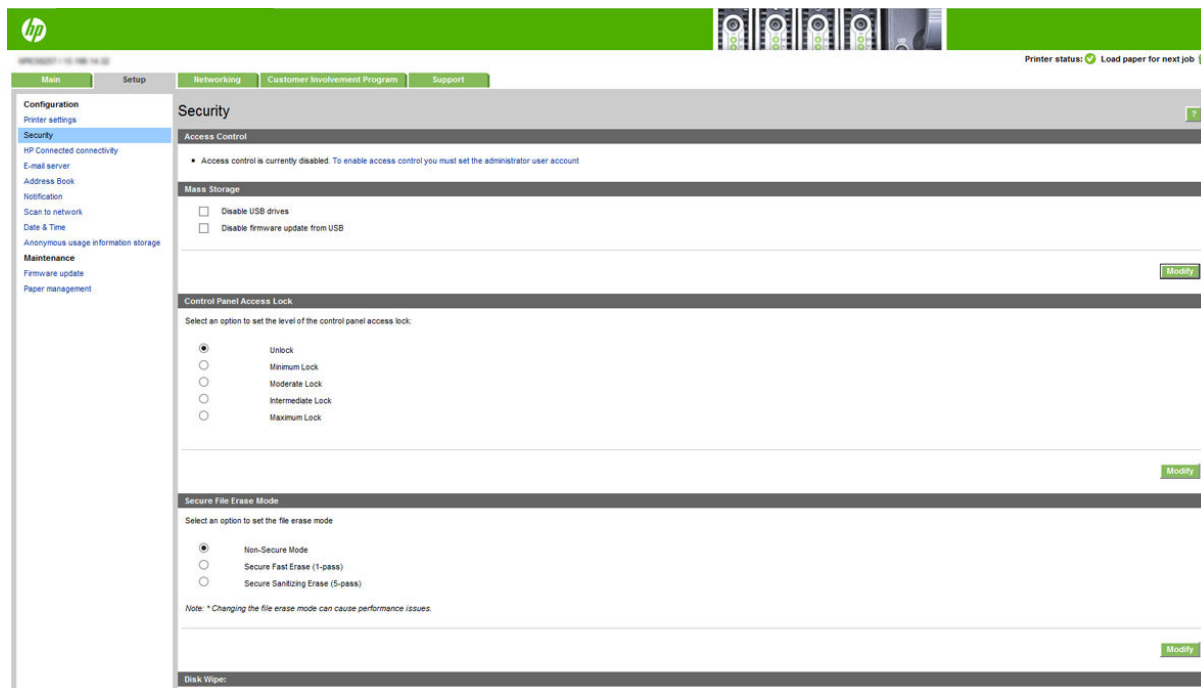 hp
Printer status: Load paper for next job
Main Setup Networking Customer Involvement Program Support
Configuration
Printer settings
Security
HP Connected connectivity
E-mail server
Address Book
Notification
Scan to network
Date & Time
Anonymous usage information storage
Maintenance
Firmware update
Paper management
Security
?
Access Control
Access control is currently disabled. To enable access control you must set the administrator user account
Mass Storage
Disable USB drives
Disable firmware update from USB
Modify
Control Panel Access Lock
Select an option to set the level of the control panel access lock:
Unlock
Minimum Lock
Moderate Lock
Intermediate Lock
Maximum Lock
Modify
Secure File Erase Mode
Select an option to set the file erase mode
Non-Secure Mode
Secure Fast Erase (1-pass)
Secure Sanitizing Erase (5-pass)
Note: * Changing the file erase mode can cause performance issues.
Modify
Disk Wipe: